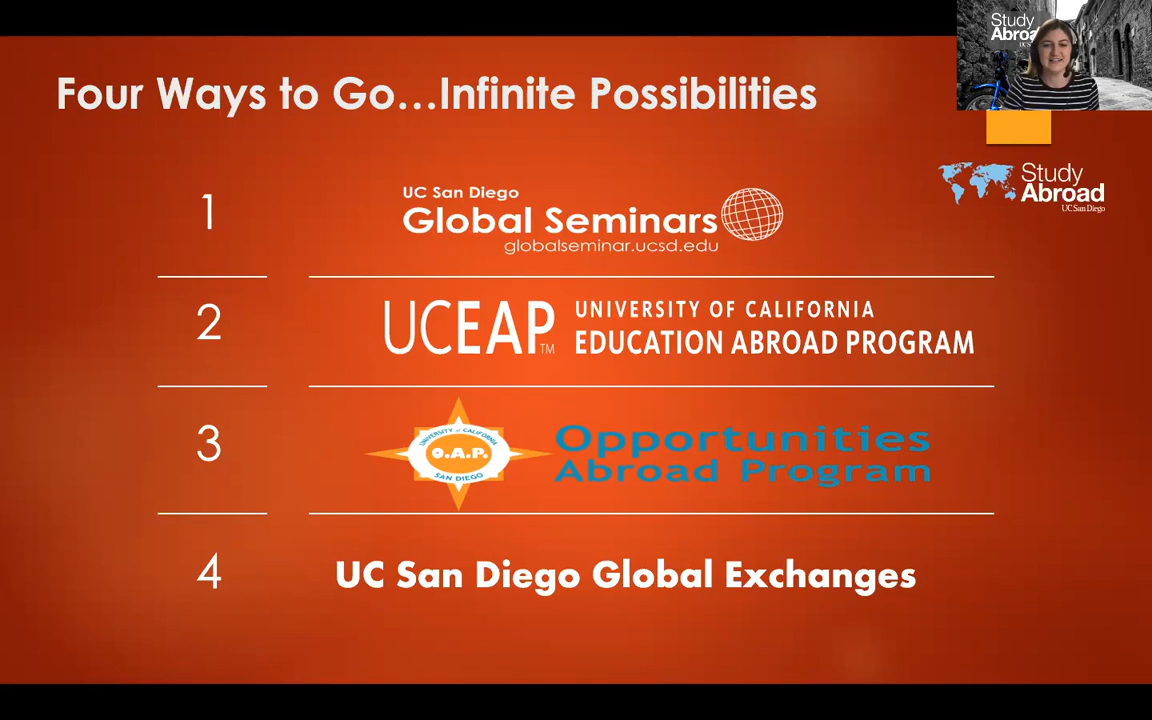 Four Ways to Go...Infinite Possibilities
Study
Abroad
UC
Study
Abroad
UC San Diego
1
UC San Diego
Global Seminars
globalseminar.ucsd.edu
2
UCEAP™
UNIVERSITY OF CALIFORNIA
EDUCATION ABROAD PROGRAM
3
UNIVERSITY of CALIFORNIA
O.A.P.
SAN DIEGO
Opportunities
Abroad Program
4
UC San Diego Global Exchanges